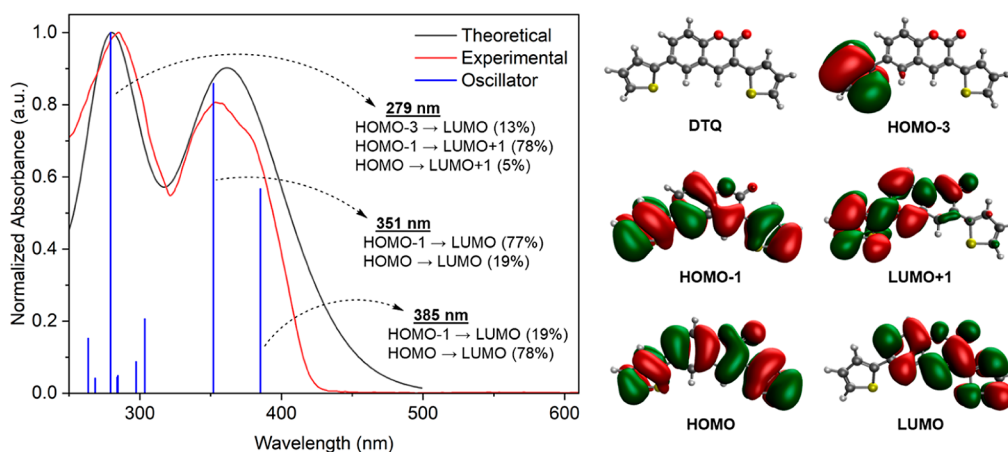 Normalized Absorbance (a.u.)
1.0
0.8
0.6
0.4
0.2
0.0
300
400
500
600
Wavelength (nm)
Theoretical
Experimental
Oscillator
279 nm
HOMO-3 → LUMO (13%)
HOMO-1 → LUMO+1 (78%)
HOMO → LUMO+1 (5%)
351 nm
HOMO-1 → LUMO (77%)
HOMO → LUMO (19%)
385 nm
HOMO-1 → LUMO (19%)
HOMO → LUMO (78%)
DTQ
HOMO-3
HOMO-1
LUMO+1
HOMO
LUMO